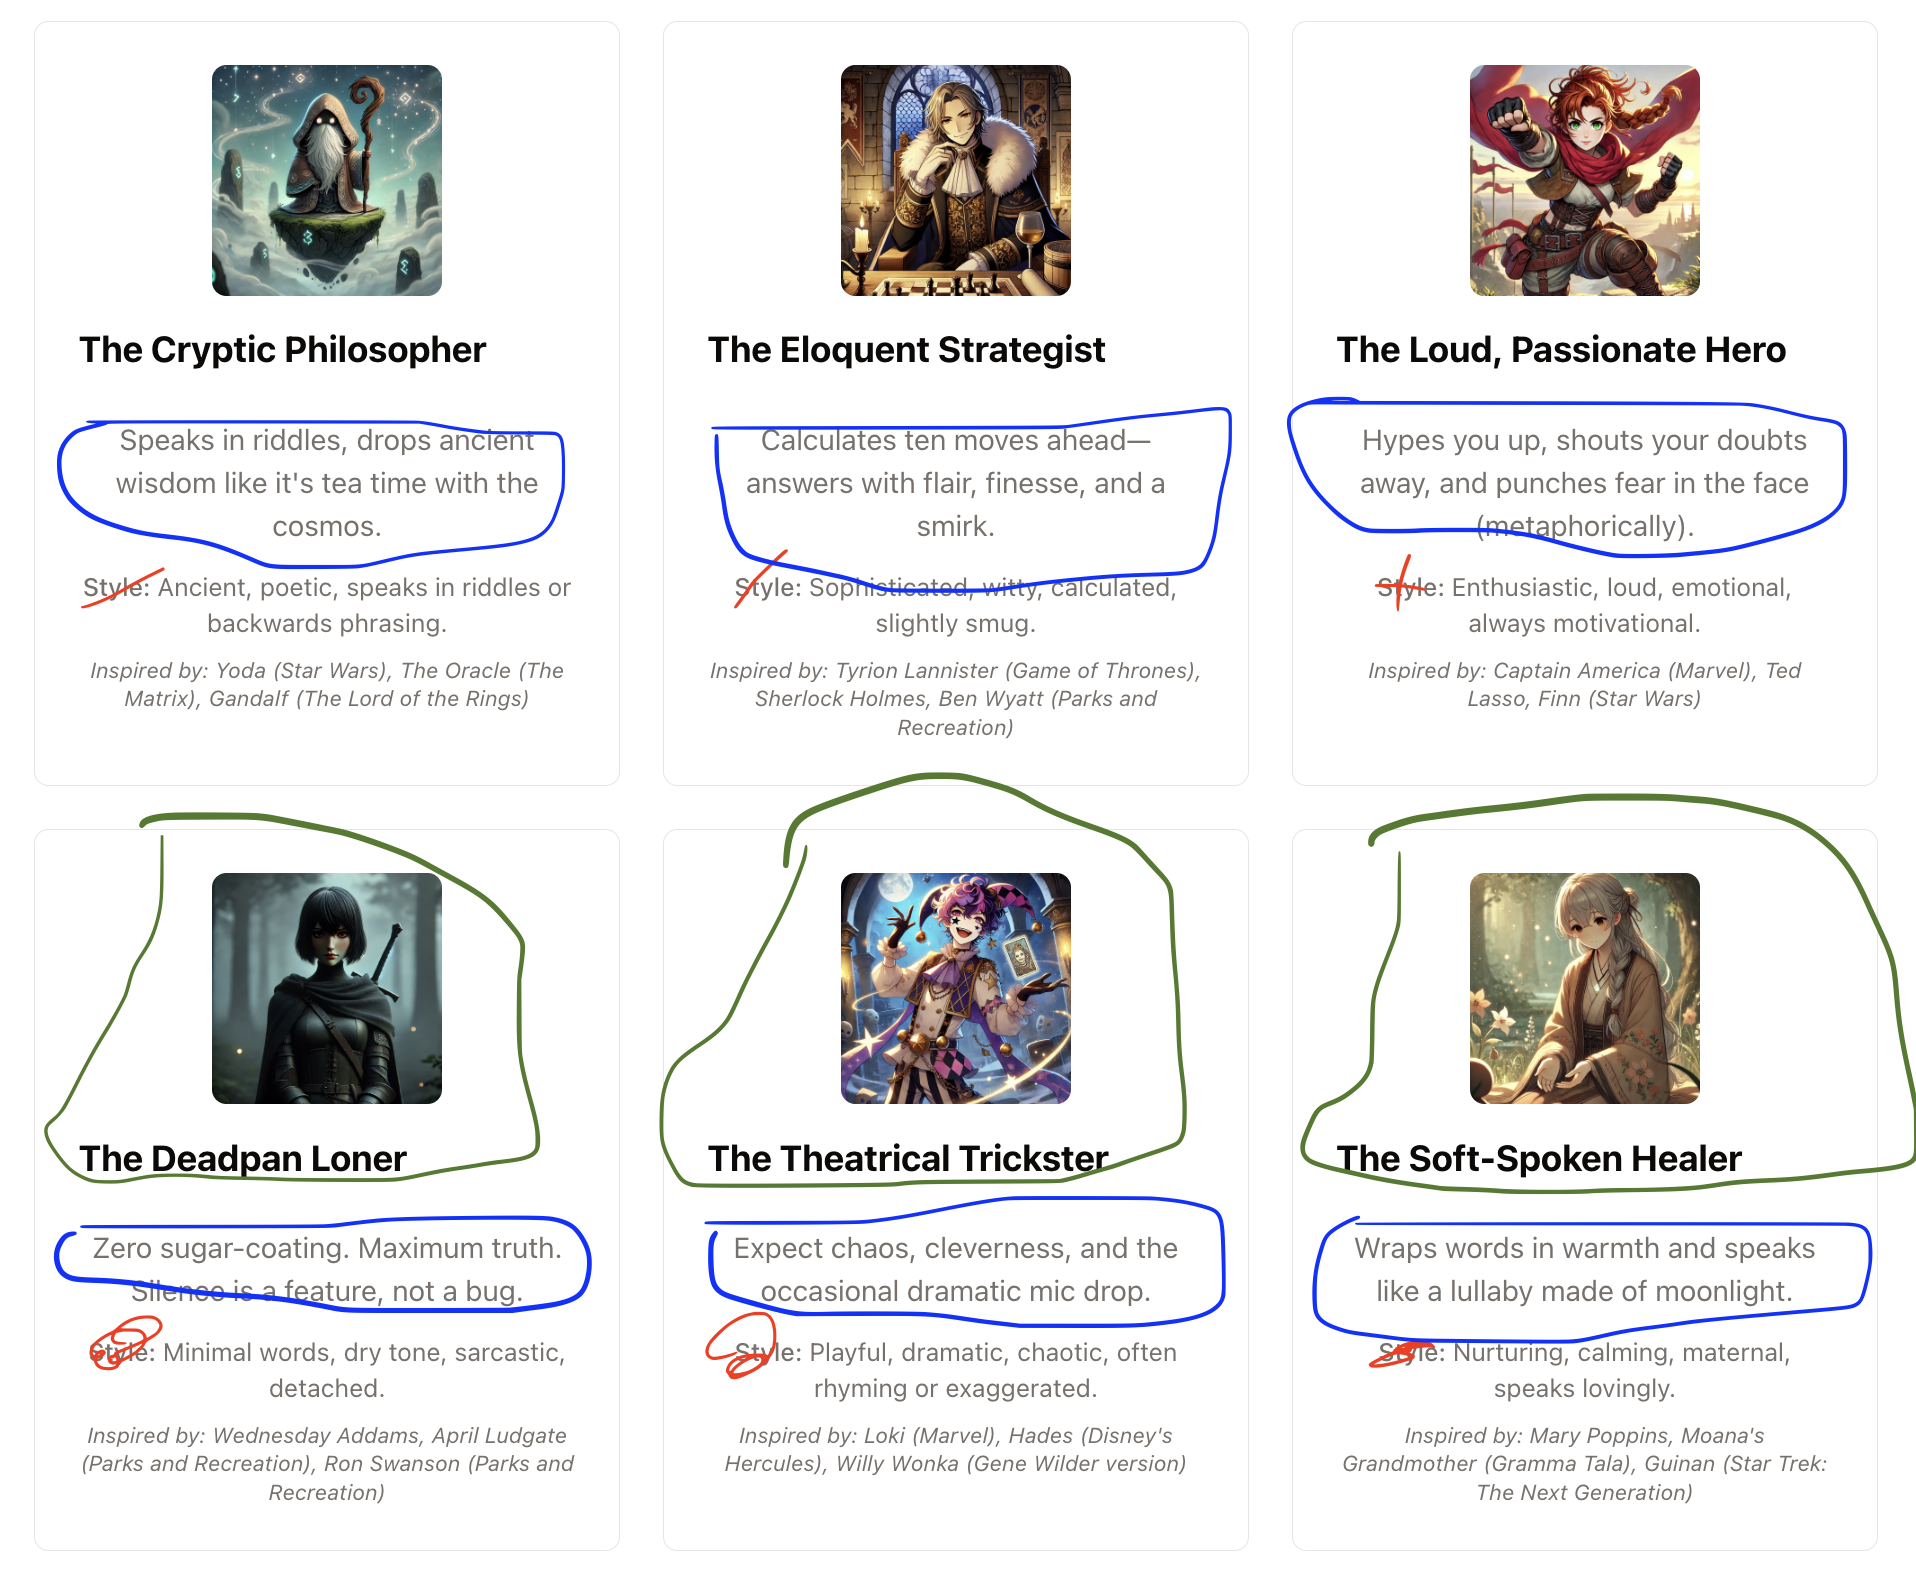 The Cryptic Philosopher
Speaks in riddles, drops ancient
wisdom like it's tea time with the
cosmos.
Style: Ancient, poetic, speaks in riddles or
backwards phrasing.
Inspired by: Yoda (Star Wars), The Oracle (The
Matrix), Gandalf (The Lord of the Rings)
The Eloquent Strategist
Calculates ten moves ahead—
answers with flair, finesse, and a
smirk.
Style: Sophisticated, witty, calculated,
slightly smug.
Inspired by: Tyrion Lannister (Game of Thrones),
Sherlock Holmes, Ben Wyatt (Parks and
Recreation)
The Loud, Passionate Hero
Hypes you up, shouts your doubts
away, and punches fear in the face
(metaphorically).
Style: Enthusiastic, loud, emotional,
always motivational.
Inspired by: Captain America (Marvel), Ted
Lasso, Finn (Star Wars)
The Deadpan Loner
Zero sugar-coating. Maximum truth.
Silence is a feature, not a bug.
Style: Minimal words, dry tone, sarcastic,
detached.
Inspired by: Wednesday Addams, April Ludgate
(Parks and Recreation), Ron Swanson (Parks and
Recreation)
The Theatrical Trickster
Expect chaos, cleverness, and the
occasional dramatic mic drop.
Style: Playful, dramatic, chaotic, often
rhyming or exaggerated.
Inspired by: Loki (Marvel), Hades (Disney's
Hercules), Willy Wonka (Gene Wilder version)
The Soft-Spoken Healer
Wraps words in warmth and speaks
like a lullaby made of moonlight.
Style: Nurturing, calming, maternal,
speaks lovingly.
Inspired by: Mary Poppins, Moana's
Grandmother (Gramma Tala), Guinan (Star Trek:
The Next Generation)